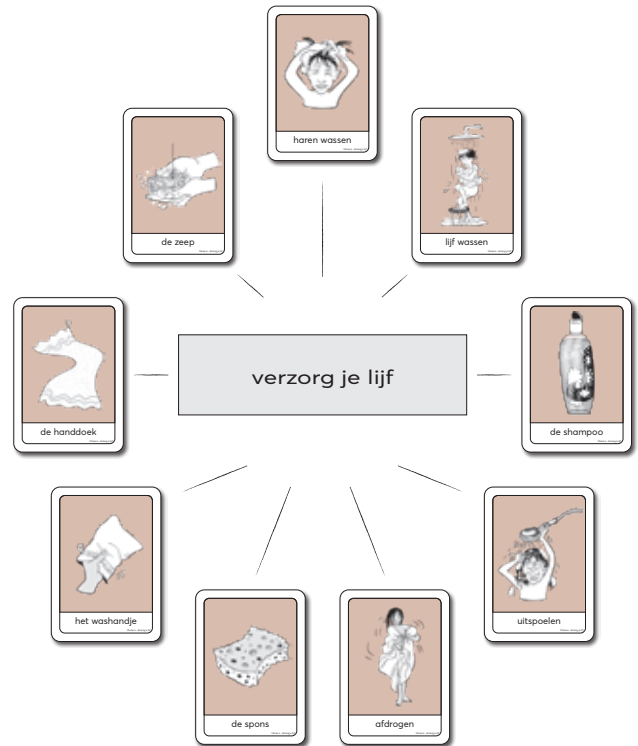 haren wassen
de zeep
lijf wassen
verzorg je lijf
de handdoek
de shampoo
het washandje
uitspoelen
de spons
afdrogen